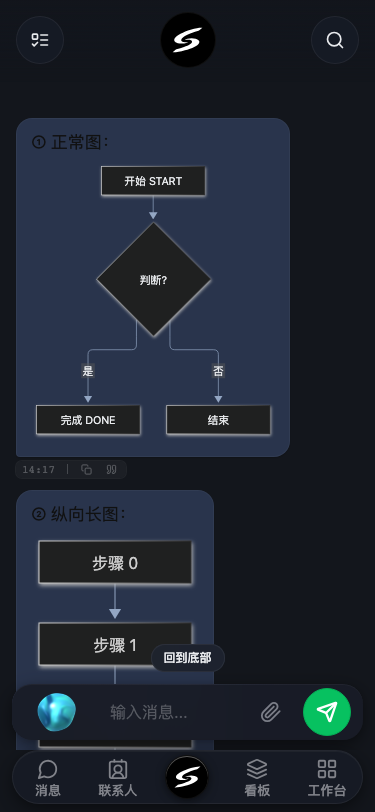 ① 正常图：
开始 START
判断?
是
否
完成 DONE
结束
14:17
② 纵向长图：
步骤 0
步骤 1
回到底部
输入消息...
消息
联系人
看板
工作台